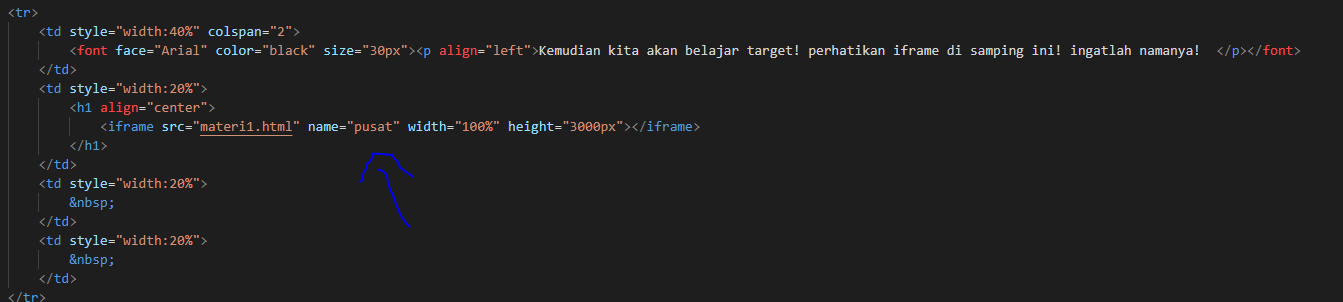 <tr>
<td style="width:40%" colspan="2">
<font face="Arial" color="black" size="30px"><p align="left">Kemudian kita akan belajar target! perhatikan iframe di samping ini! ingatlah namanya!  </p></font>
</td>
<td style="width:20%">
<h1 align="center">
<iframe src="materi1.html" name="pusat" width="100%" height="3000px"></iframe>
</h1>
</td>
<td style="width:20%">
&nbsp;
</td>
<td style="width:20%">
&nbsp;
</td>
</tr>